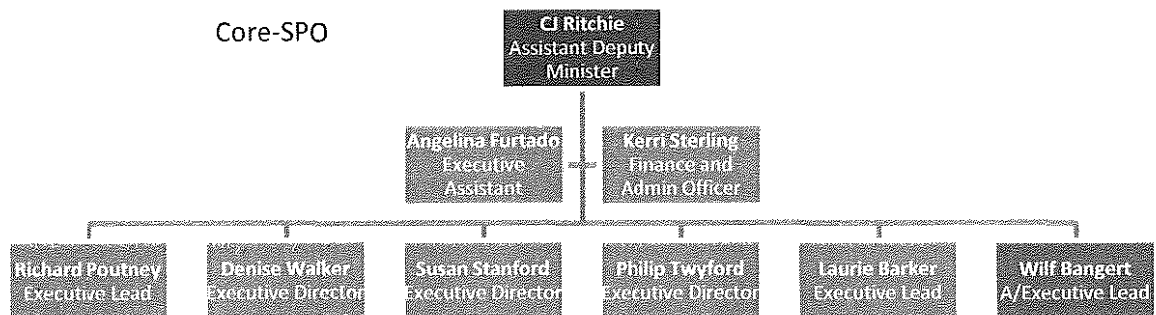 Core-SPO
CJ Ritchie
Assistant Deputy
Minister
Angelina Furtado
Executive
Assistant
Kerri Sterling
Finance and
Admin Officer
Richard Poutney
Executive Lead
Denise Walker
Executive Director
Susan Stanford
Executive Director
Philip Twyford
Executive Director
Laurie Barker
Executive Lead
Wilf Bangert
A/Executive Lead